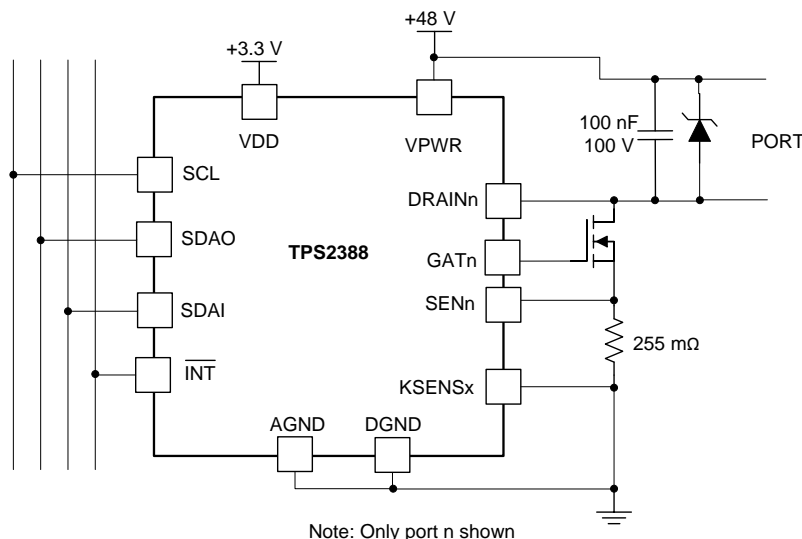 +48 V
+3.3 V
VDD
VPWR
100 nF
100 V
PORT
SCL
DRAINn
SDAO
TPS2388
GATn
SDAI
SENn
255 mΩ
INT
KSENSx
AGND
DGND
Note: Only port n shown